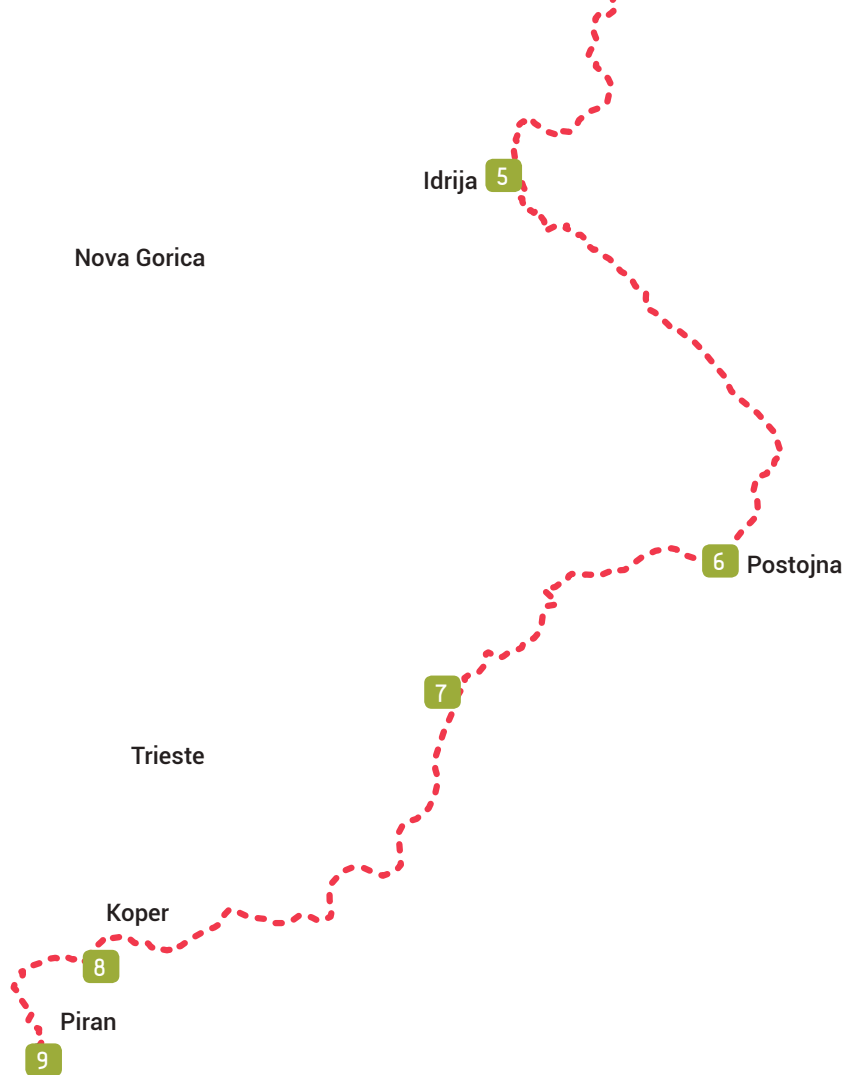 Idrija 5
Nova Gorica
6 Postojna
7
Trieste
Koper
8
Piran
9